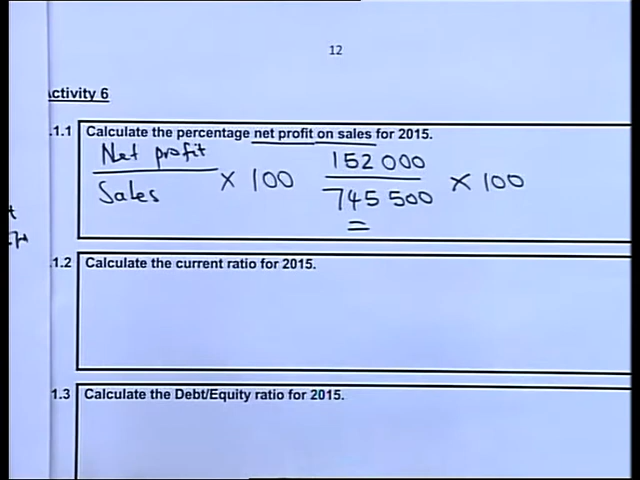 12
ctivity 6
.1.1 Calculate the percentage net profit on sales for 2015.
Net profit / Sales × 100 152 000 / 745 500 × 100
=
.1.2 Calculate the current ratio for 2015.
1.3 Calculate the Debt/Equity ratio for 2015.